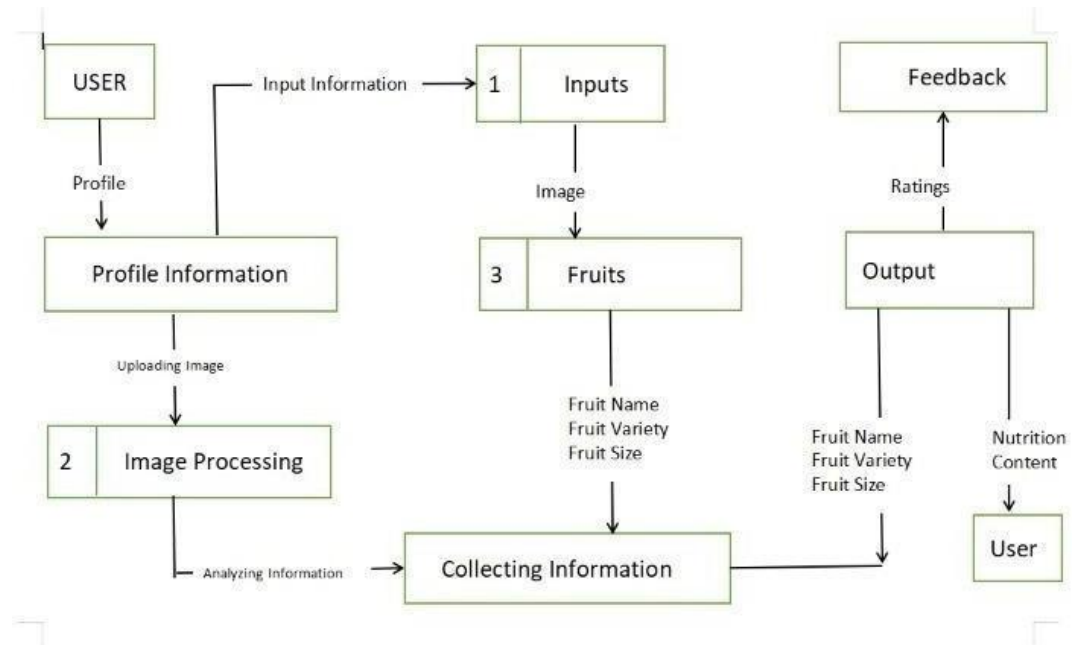 USER
Input Information
1
Inputs
Feedback
Profile
Image
Ratings
Profile Information
3
Fruits
Output
Uploading Image
Fruit Name
Fruit Variety
Fruit Size
Fruit Name
Fruit Variety
Fruit Size
Nutrition
Content
2
Image Processing
User
Analyzing Information
Collecting Information